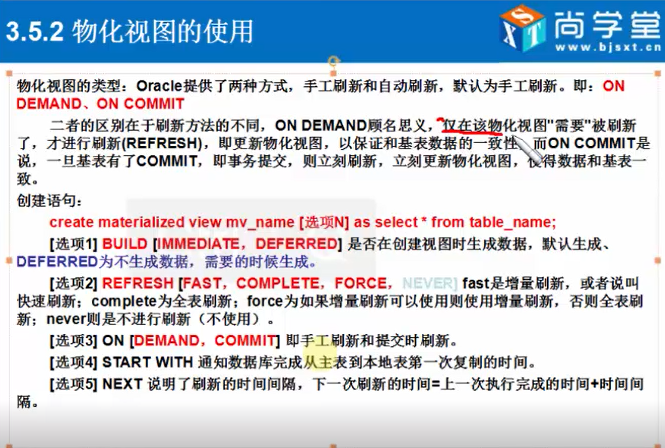 3.5.2 物化视图的使用
尚学堂
www.bjsxt.com
物化视图的类型：Oracle提供了两种方式，手工刷新和自动刷新，默认为手工刷新。即：ON
DEMAND、ON COMMIT
二者的区别在于刷新方法的不同，ON DEMAND顾名思义，仅在该物化视图"需要"被刷新
了，才进行刷新(REFRESH)，即更新物化视图，以保证和基表数据的一致性，而ON COMMIT是
说，一旦基表有了COMMIT，即事务提交，则立刻刷新，立刻更新物化视图，使得数据和基表一
致。
创建语句：
create materialized view mv_name [选项N] as select * from table_name;
[选项1] BUILD [IMMEDIATE，DEFERRED] 是否在创建视图时生成数据，默认生成、
DEFERRED为不生成数据，需要的时候生成。
[选项2] REFRESH [FAST，COMPLETE，FORCE，NEVER] fast是增量刷新，或者说叫
快速刷新；complete为全表刷新；force为如果增量刷新可以使用则使用增量刷新，否则全表刷
新；never则是不进行刷新（不使用）。
[选项3] ON [DEMAND，COMMIT] 即手工刷新和提交时刷新。
[选项4] START WITH 通知数据库完成从主表到本地表第一次复制的时间。
[选项5] NEXT 说明了刷新的时间间隔，下一次刷新的时间=上一次执行完成的时间+时间间
隔。